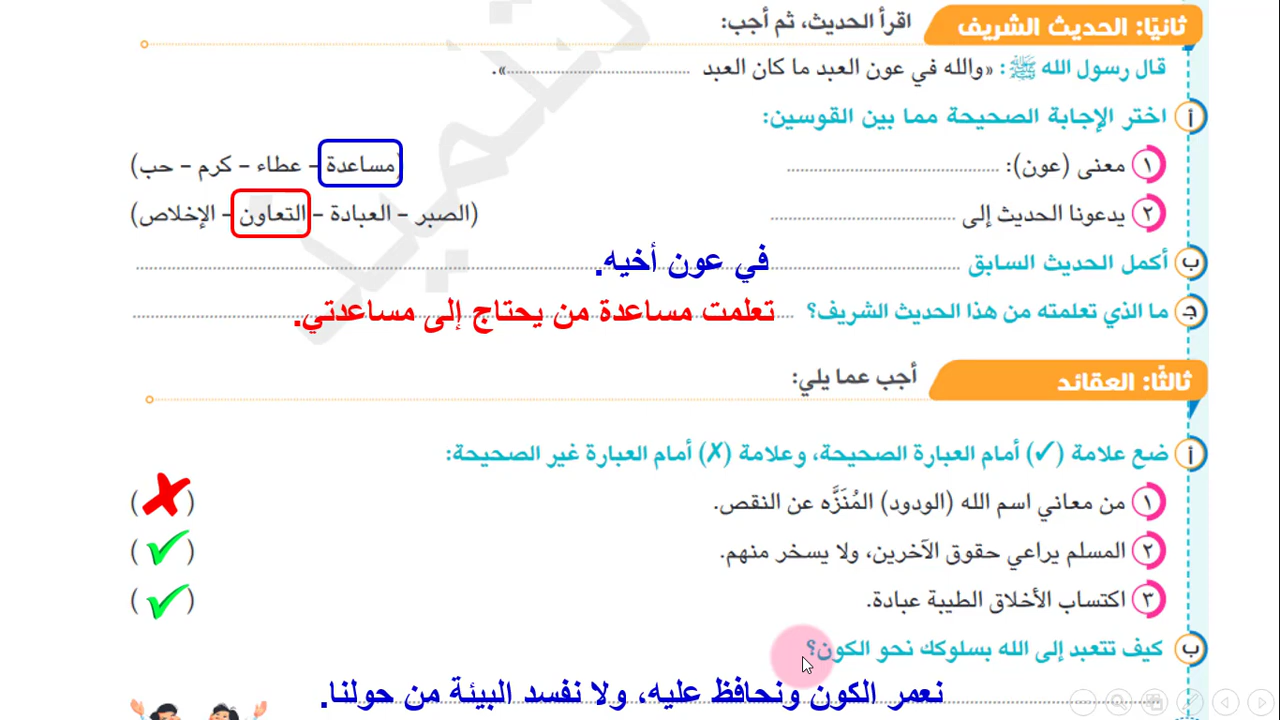 ثانيًا: الحديث الشريف اقرأ الحديث، ثم أجب:
قال رسول الله ﷺ: «والله في عون العبد ما كان العبد ....................».
أ اختر الإجابة الصحيحة مما بين القوسين:
١ معنى (عون): .................... (مساعدة – عطاء – كرم – حب)
٢ يدعونا الحديث إلى .................... (الصبر – العبادة – التعاون – الإخلاص)
ب أكمل الحديث السابق في عون أخيه.
ج ما الذي تعلمته من هذا الحديث الشريف؟ تعلمت مساعدة من يحتاج إلى مساعدتي.
ثالثًا: العقائد أجب عما يلي:
أ ضع علامة (✓) أمام العبارة الصحيحة، وعلامة (✗) أمام العبارة غير الصحيحة:
١ من معاني اسم الله (الودود) المُنَزَّه عن النقص. (✗)
٢ المسلم يراعي حقوق الآخرين، ولا يسخر منهم. (✓)
٣ اكتساب الأخلاق الطيبة عبادة. (✓)
ب كيف تتعبد إلى الله بسلوكك نحو الكون؟
نعمر الكون ونحافظ عليه، ولا نفسد البيئة من حولنا.